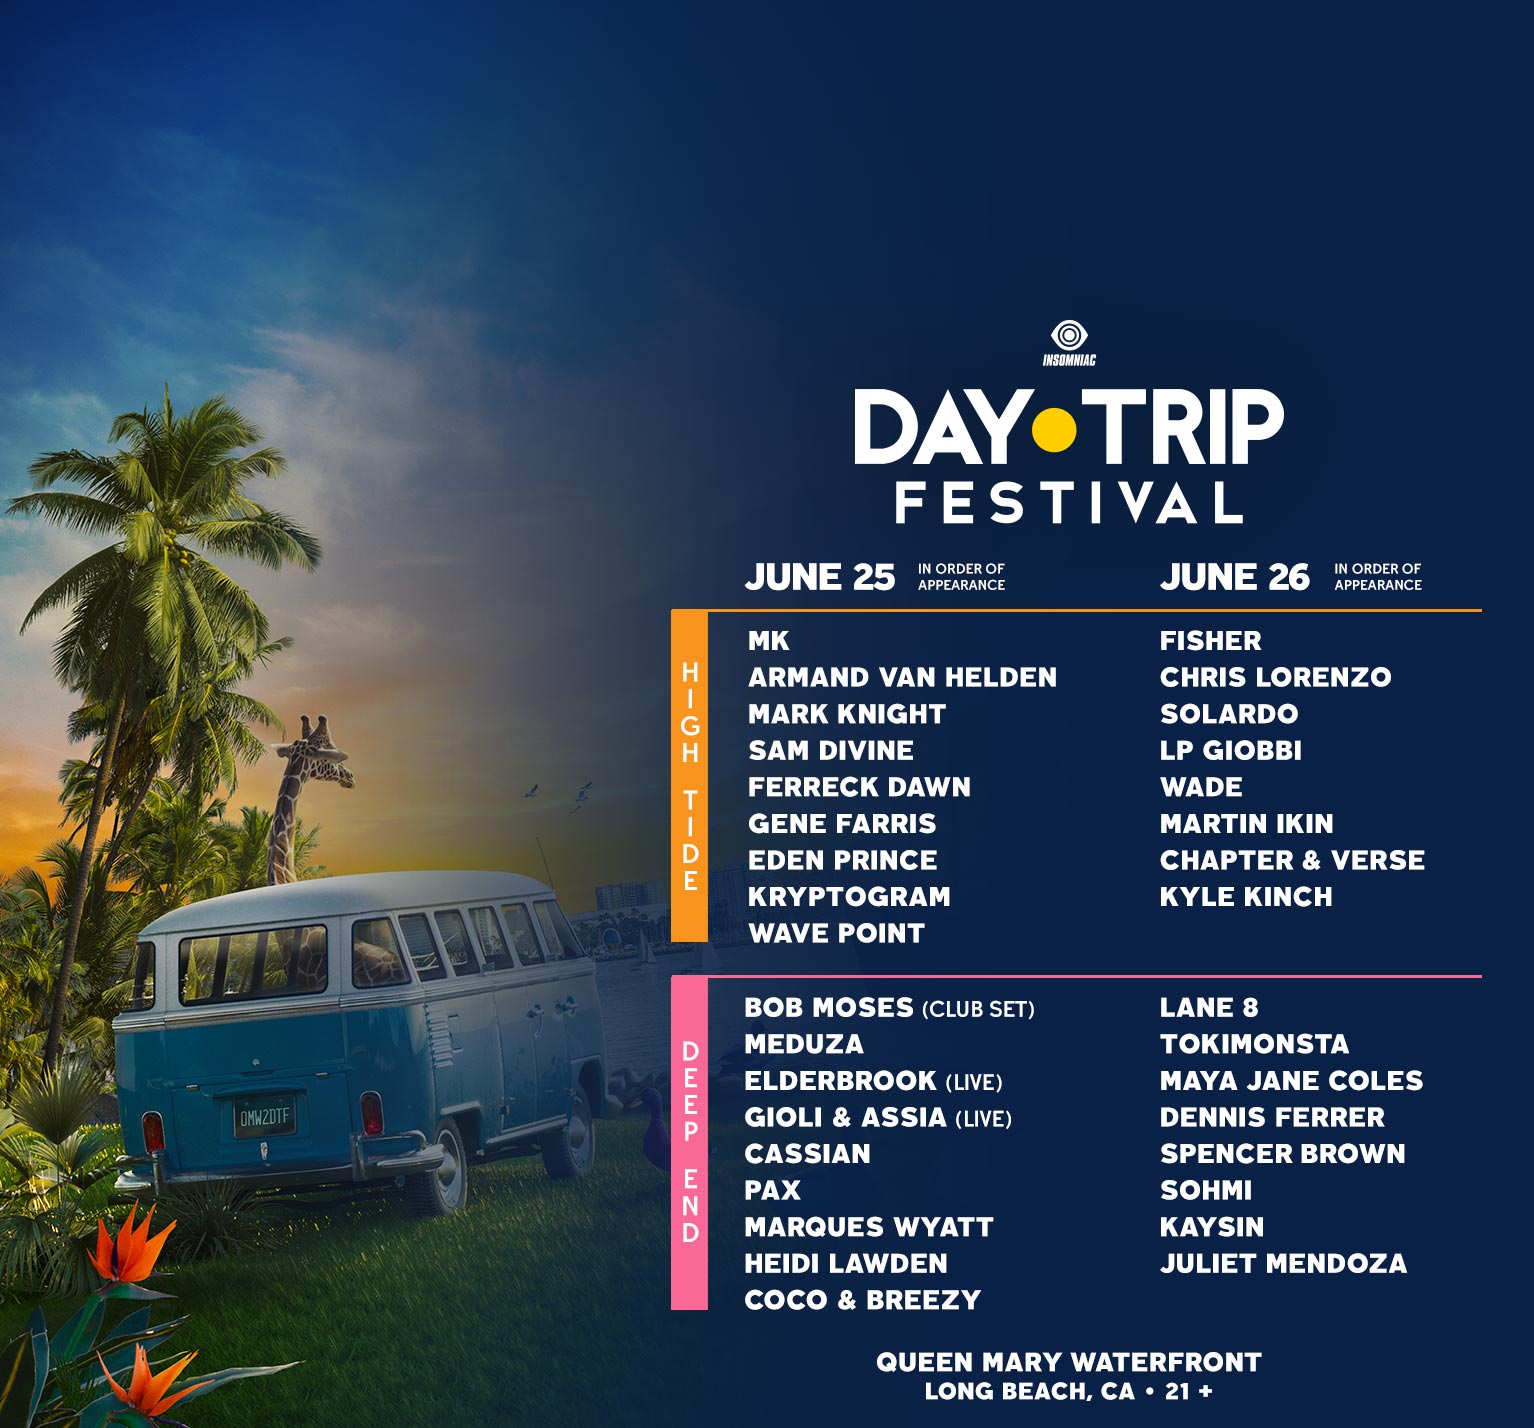 INSOMNIAC
DAY TRIP
FESTIVAL
JUNE 25 IN ORDER OF APPEARANCE
JUNE 26 IN ORDER OF APPEARANCE
HIGH TIDE
MK
ARMAND VAN HELDEN
MARK KNIGHT
SAM DIVINE
FERRECK DAWN
GENE FARRIS
EDEN PRINCE
KRYPTOGRAM
WAVE POINT
FISHER
CHRIS LORENZO
SOLARDO
LP GIOBBI
WADE
MARTIN IKIN
CHAPTER & VERSE
KYLE KINCH
DEEP END
BOB MOSES (CLUB SET)
MEDUZA
ELDERBROOK (LIVE)
GIOLI & ASSIA (LIVE)
CASSIAN
PAX
MARQUES WYATT
HEIDI LAWDEN
COCO & BREEZY
LANE 8
TOKIMONSTA
MAYA JANE COLES
DENNIS FERRER
SPENCER BROWN
SOHMI
KAYSIN
JULIET MENDOZA
QUEEN MARY WATERFRONT
LONG BEACH, CA • 21 +
OMW2DTF